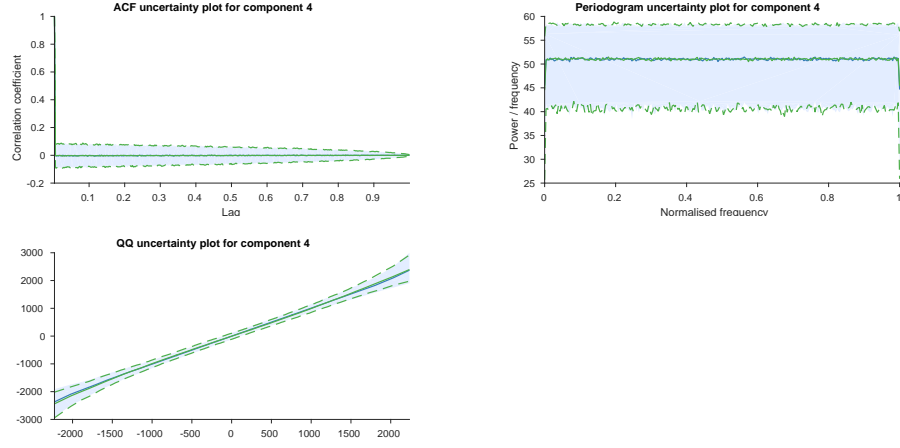 ACF uncertainty plot for component 4
1
0.8
0.6
0.4
0.2
0
-0.2
Correlation coefficient
0.1 0.2 0.3 0.4 0.5 0.6 0.7 0.8 0.9
Lag
Periodogram uncertainty plot for component 4
60
55
50
45
40
35
30
25
Power / frequency
0 0.2 0.4 0.6 0.8 1
Normalised frequency
QQ uncertainty plot for component 4
3000
2000
1000
0
-1000
-2000
-3000
-2000 -1500 -1000 -500 0 500 1000 1500 2000